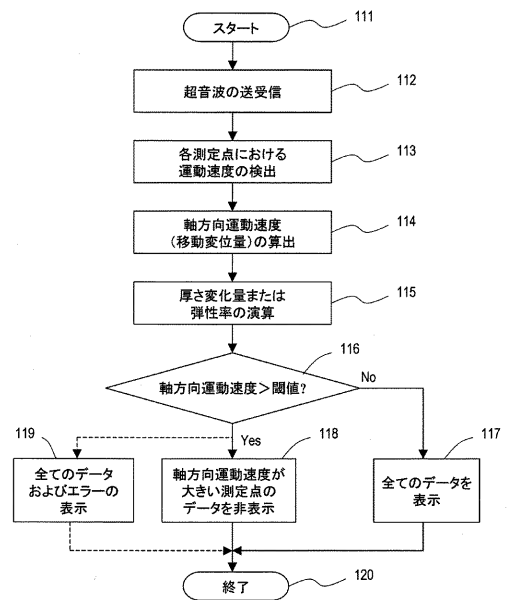 スタート
111
超音波の送受信
112
各測定点における
運動速度の検出
113
軸方向運動速度
(移動変位量)の算出
114
厚さ変化量または
弾性率の演算
115
116
軸方向運動速度>閾値?
No
Yes
119
118
117
全てのデータ
およびエラーの
表示
軸方向運動速度が
大きい測定点の
データを非表示
全てのデータを
表示
終了
120